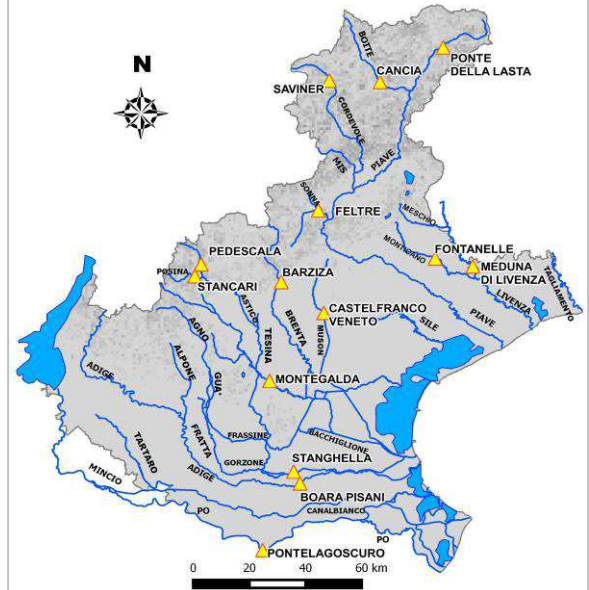 N
BOITE
PONTE
DELLA LASTA
CANCIA
SAVINER
CORDEVOLE
MIS
PIAVE
SONNA
FELTRE
MESCHIO
MONTICANO
FONTANELLE
MEDUNA
DI LIVENZA
LIVENZA
TAGLIAMENTO
PEDESCALA
POSINA
STANCARI
BARZIZA
ASTICO
TESINA
BRENTA
CASTELFRANCO
VENETO
MUSON
SILE
PIAVE
AGNO
ALPONE
GUA'
ADIGE
MONTEGALDA
FRATTA
FRASSINE
BACCHIGLIONE
TARTARO
GORZONE
STANGHELLA
MINCIO
ADIGE
BOARA PISANI
PO
CANALBIANCO
PO
PONTELAGOSCURO
0 20 40 60 km